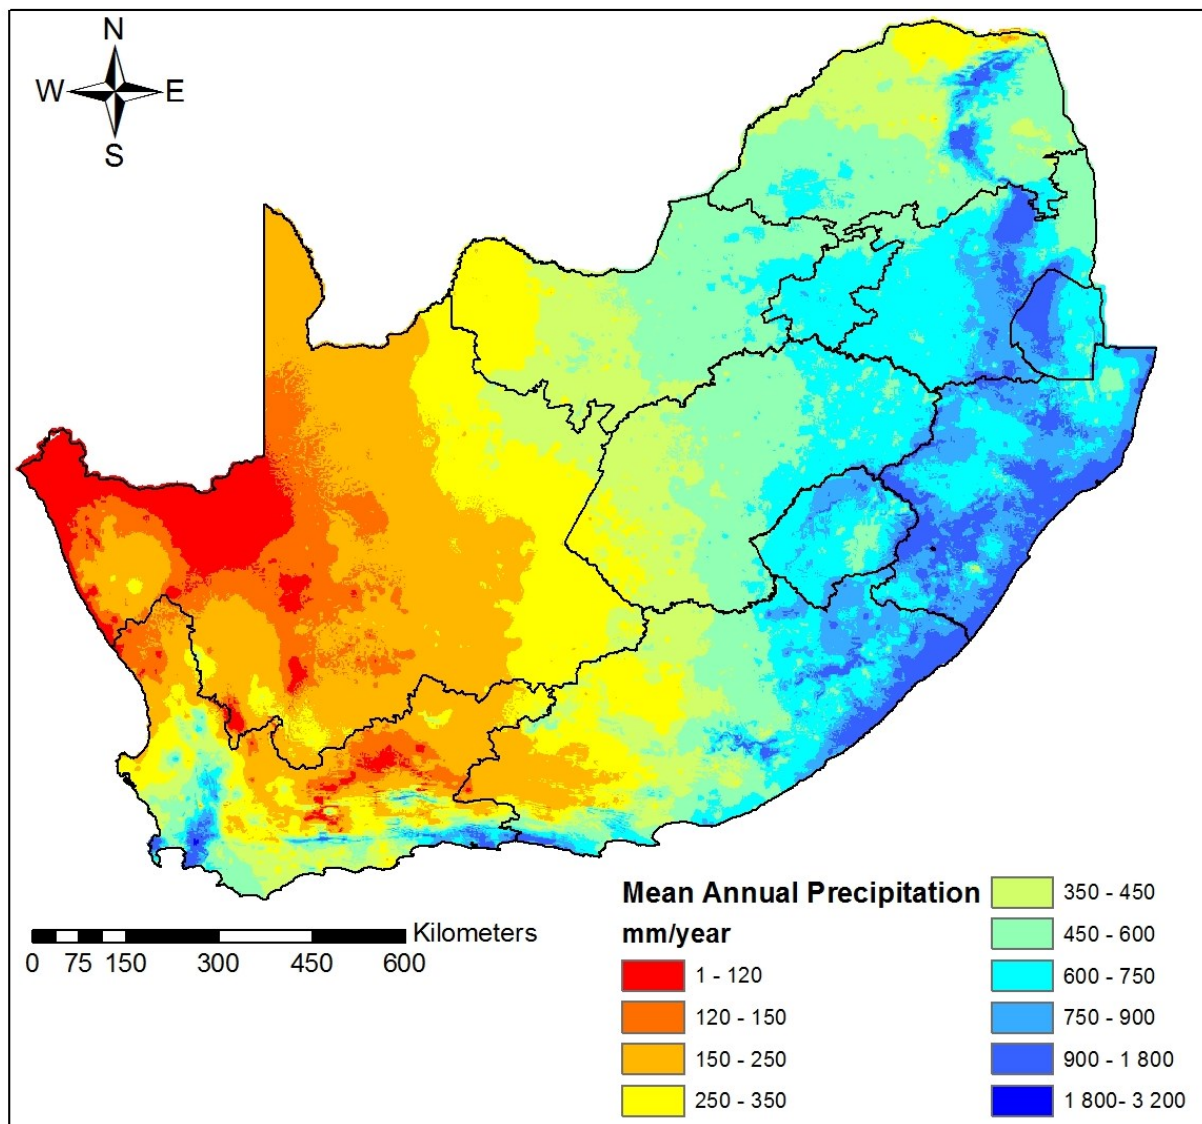 N
W E
S
Mean Annual Precipitation
mm/year
1 - 120
120 - 150
150 - 250
250 - 350
350 - 450
450 - 600
600 - 750
750 - 900
900 - 1 800
1 800- 3 200
Kilometers
0 75 150 300 450 600